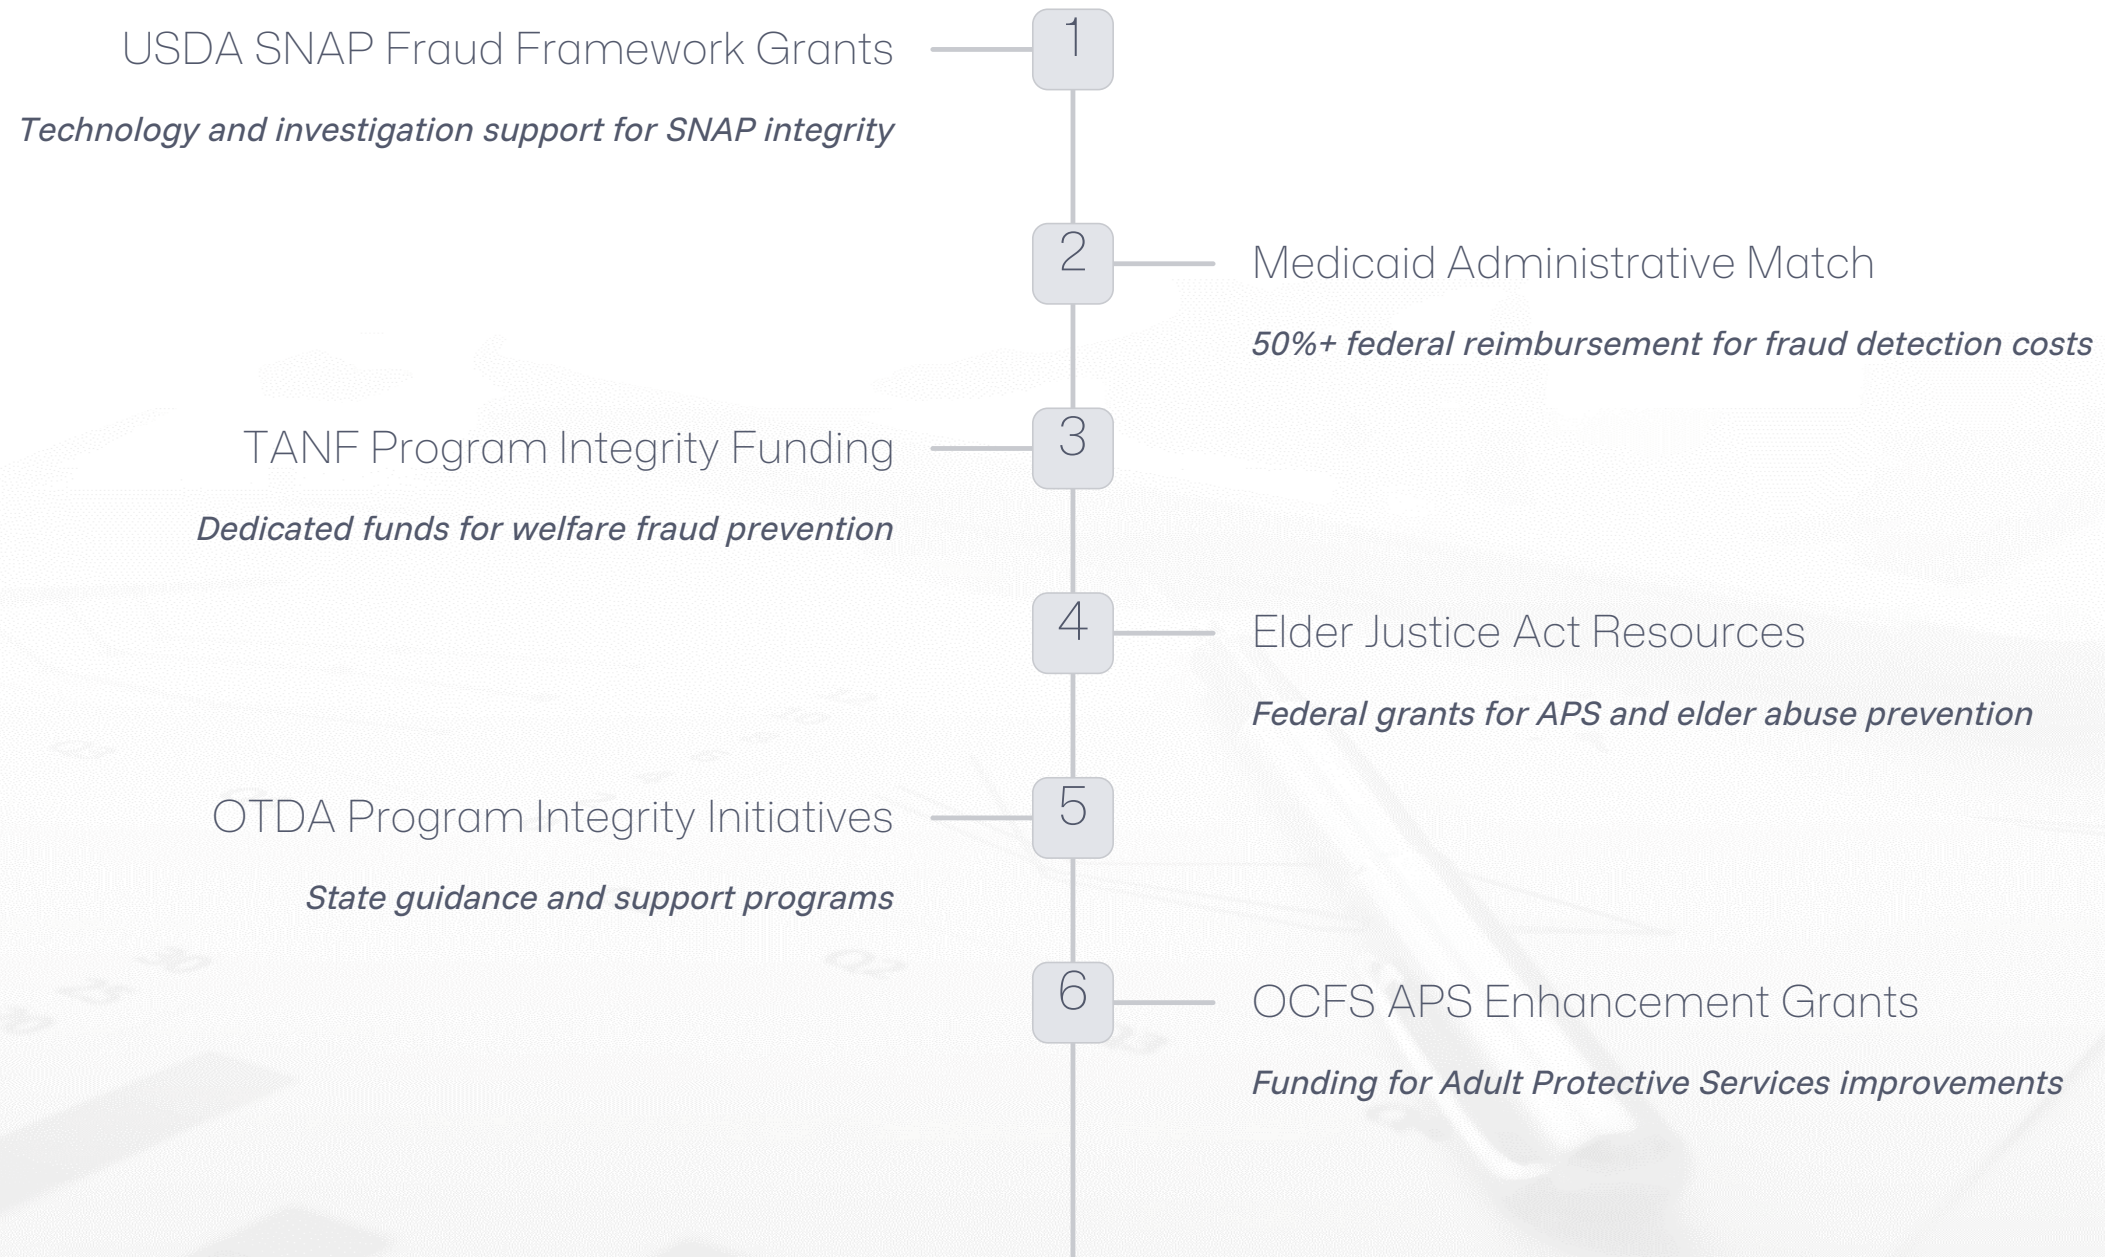 1
USDA SNAP Fraud Framework Grants
Technology and investigation support for SNAP integrity
2
Medicaid Administrative Match
50%+ federal reimbursement for fraud detection costs
3
TANF Program Integrity Funding
Dedicated funds for welfare fraud prevention
4
Elder Justice Act Resources
Federal grants for APS and elder abuse prevention
5
OTDA Program Integrity Initiatives
State guidance and support programs
6
OCFS APS Enhancement Grants
Funding for Adult Protective Services improvements
30
25
Q2